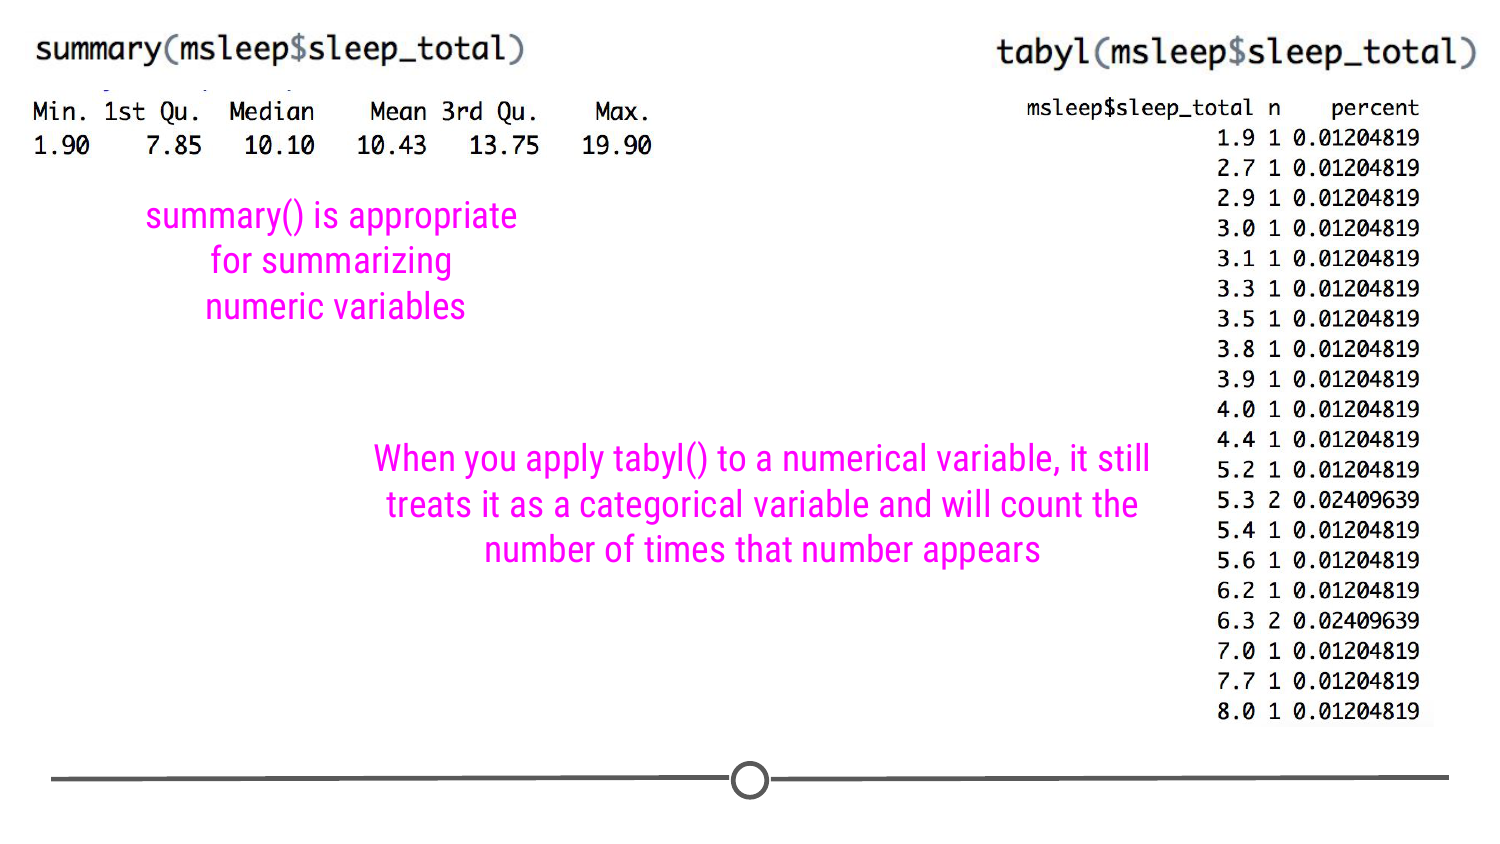 summary(msleep$sleep_total)
Min. 1st Qu. Median Mean 3rd Qu. Max.
1.90 7.85 10.10 10.43 13.75 19.90
summary() is appropriate
for summarizing
numeric variables
When you apply tabyl() to a numerical variable, it still
treats it as a categorical variable and will count the
number of times that number appears
tabyl(msleep$sleep_total)
msleep$sleep_total n percent
1.9 1 0.01204819
2.7 1 0.01204819
2.9 1 0.01204819
3.0 1 0.01204819
3.1 1 0.01204819
3.3 1 0.01204819
3.5 1 0.01204819
3.8 1 0.01204819
3.9 1 0.01204819
4.0 1 0.01204819
4.4 1 0.01204819
5.2 1 0.01204819
5.3 2 0.02409639
5.4 1 0.01204819
5.6 1 0.01204819
6.2 1 0.01204819
6.3 2 0.02409639
7.0 1 0.01204819
7.7 1 0.01204819
8.0 1 0.01204819